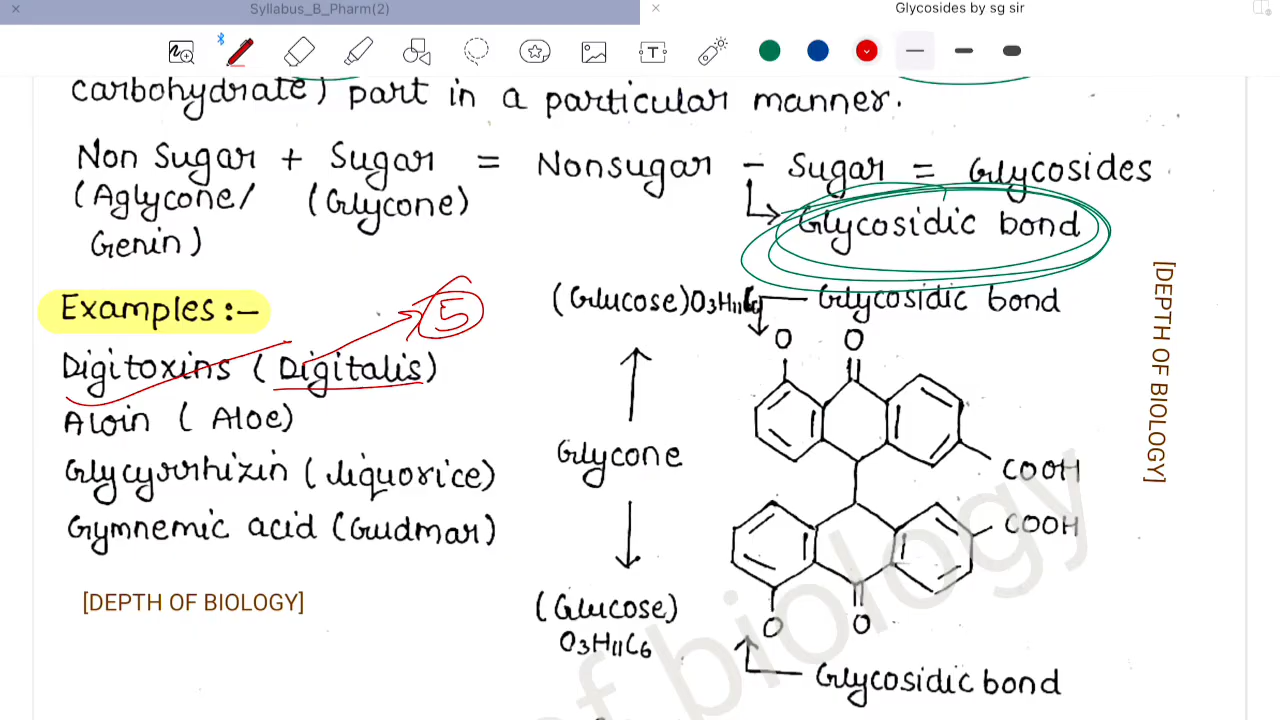 Syllabus_B_Pharm(2)
Glycosides by sg sir
carbohydrate) part in a particular manner.
Non Sugar + Sugar = Nonsugar - Sugar = Glycosides
(Aglycone/ (Glycone)
Genin)
Glycosidic bond
Examples :-
5
(Glucose)O3H11C6
Glycosidic bond
Digitoxins (Digitalis)
Aloin (Aloe)
Glycyrrhizin (liquorice)
Gymnemic acid (Gudmar)
[DEPTH OF BIOLOGY]
Glycone
(Glucose)
O3H11C6
O O
COOH
COOH
O O
Glycosidic bond
[DEPTH OF BIOLOGY]
of biology